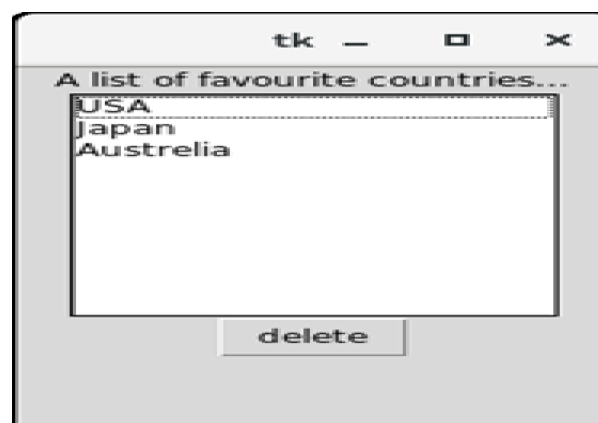 tk
A list of favourite countries...
USA
Japan
Austrelia
delete